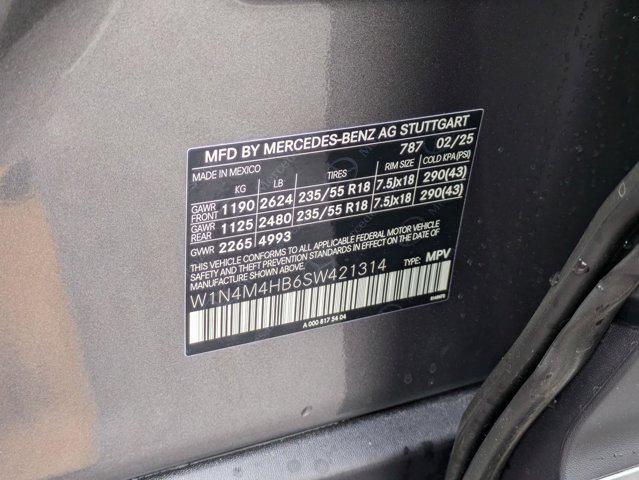 MFD BY MERCEDES-BENZ AG STUTTGART
MADE IN MEXICO 787 02/25
KG LB TIRES RIM SIZE COLD KPA(PSI)
GAWR FRONT 1190 2624 235/55 R18 7.5Jx18 290(43)
GAWR REAR 1125 2480 235/55 R18 7.5Jx18 290(43)
GVWR 2265 4993
THIS VEHICLE CONFORMS TO ALL APPLICABLE FEDERAL MOTOR VEHICLE
SAFETY AND THEFT PREVENTION STANDARDS IN EFFECT ON THE DATE OF
MANUFACTURE SHOWN ABOVE.
W1N4M4HB6SW421314 TYPE: MPV
A 000 817 54 04